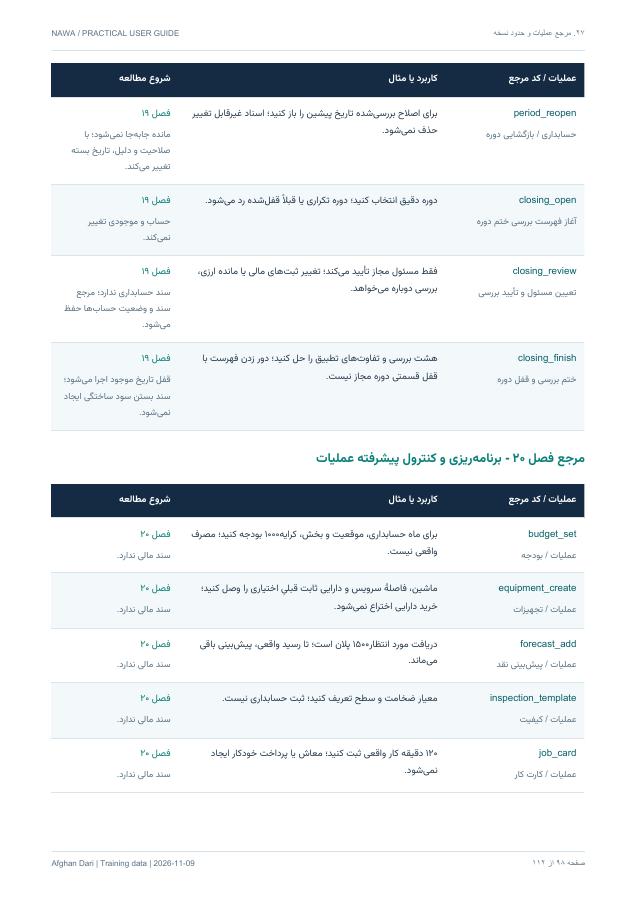 NAWA / PRACTICAL USER GUIDE
۲۷. مرجع عملیات و حدود نسخه
عملیات / کد مرجع
کاربرد یا مثال
شروع مطالعه
period_reopen
حسابداری / بازگشایی دوره
برای اصلاح بررسی‌شده تاریخ پیشین را باز کنید؛ اسناد غیرقابل تغییر
حذف نمی‌شود.
فصل ۱۹
مانده جابه‌جا نمی‌شود؛ با
صلاحیت و دلیل، تاریخ بسته
تغییر می‌کند.
closing_open
آغاز فهرست بررسی ختم دوره
دوره دقیق انتخاب کنید؛ دوره تکراری یا قبلاً قفل‌شده رد می‌شود.
فصل ۱۹
حساب و موجودی تغییر
نمی‌کند.
closing_review
تعیین مسئول و تأیید بررسی
فقط مسئول مجاز تأیید می‌کند؛ تغییر ثبت‌های مالی یا مانده ارزی،
بررسی دوباره می‌خواهد.
فصل ۱۹
سند حسابداری ندارد؛ مرجع
سند و وضعیت حساب‌ها حفظ
می‌شود.
closing_finish
ختم بررسی و قفل دوره
هشت بررسی و تفاوت‌های تطبیق را حل کنید؛ دور زدن فهرست با
قفل قسمتی دوره مجاز نیست.
فصل ۱۹
قفل تاریخ موجود اجرا می‌شود؛
سند بستن سود ساختگی ایجاد
نمی‌شود.
مرجع فصل ۲۰ - برنامه‌ریزی و کنترول پیشرفته عملیات
عملیات / کد مرجع
کاربرد یا مثال
شروع مطالعه
budget_set
عملیات / بودجه
برای ماه حسابداری، موقعیت و بخش، کرایه۱۰۰۰ بودجه کنید؛ مصرف
واقعی نیست.
فصل ۲۰
سند مالی ندارد.
equipment_create
عملیات / تجهیزات
ماشین، فاصلهٔ سرویس و دارایی ثابت قبلیِ اختیاری را وصل کنید؛
خرید دارایی اختراع نمی‌شود.
فصل ۲۰
سند مالی ندارد.
forecast_add
عملیات / پیش‌بینی نقد
دریافت مورد انتظار۱۵۰۰ پلان است؛ تا رسید واقعی، پیش‌بینی باقی
می‌ماند.
فصل ۲۰
سند مالی ندارد.
inspection_template
عملیات / کیفیت
معیار ضخامت و سطح تعریف کنید؛ ثبت حسابداری نیست.
فصل ۲۰
سند مالی ندارد.
job_card
عملیات / کارت کار
۱۲۰ دقیقه کار واقعی ثبت کنید؛ معاش یا پرداخت خودکار ایجاد
نمی‌شود.
فصل ۲۰
سند مالی ندارد.
Afghan Dari | Training data | 2026-11-09
صفحه ۹۸ از ۱۱۲